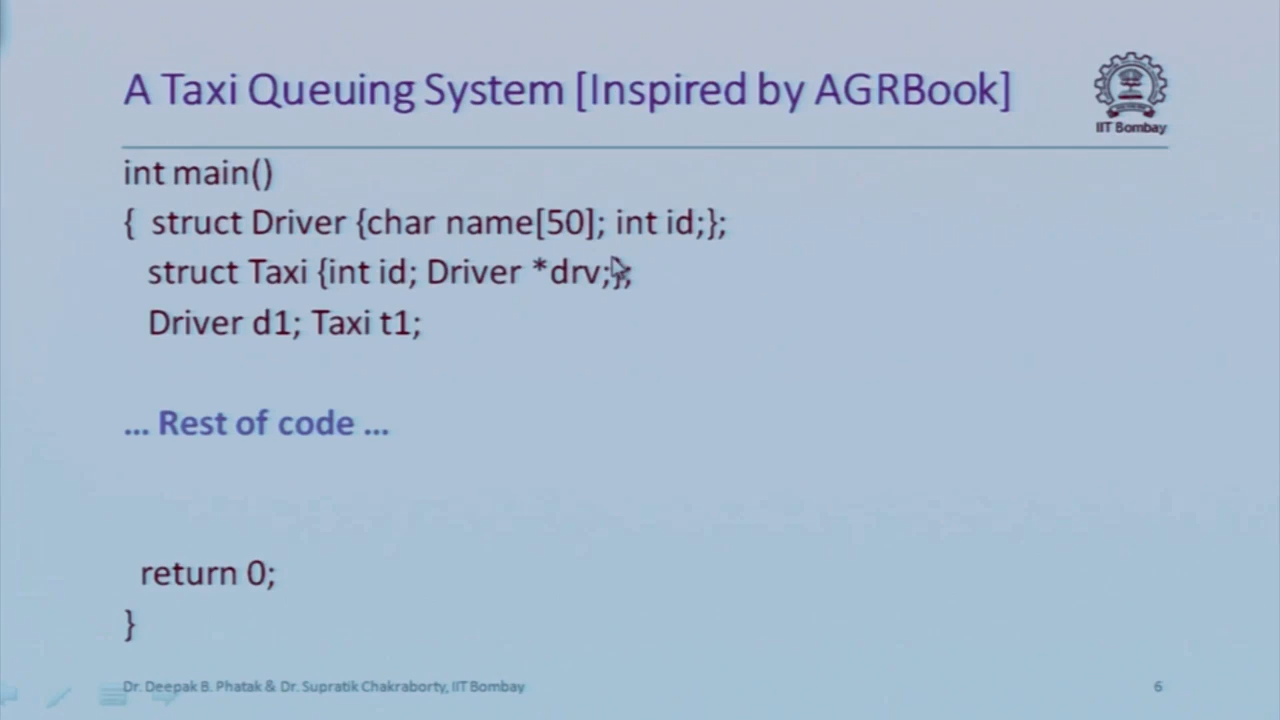 A Taxi Queuing System [Inspired by AGRBook]
IIT Bombay
int main()
{ struct Driver {char name[50]; int id;};
struct Taxi {int id; Driver *drv;};
Driver d1; Taxi t1;
... Rest of code ...
return 0;
}
Dr. Deepak B. Phatak & Dr. Supratik Chakraborty, IIT Bombay
6